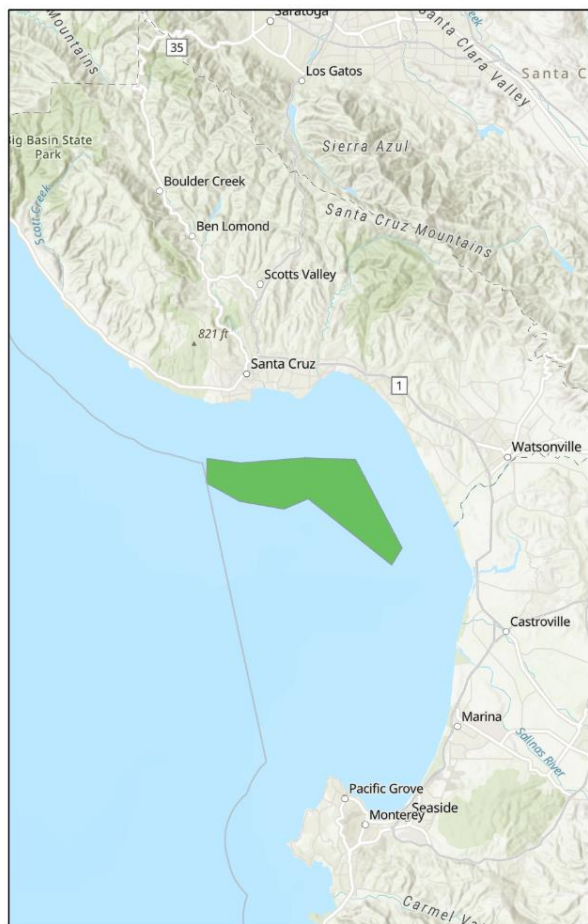 Saratoga
Mountains
35
Santa Clara Valley
Creek
Santa C
Los Gatos
Big Basin State
Park
Sierra Azul
Boulder Creek
Scott Creek
Ben Lomond
Santa Cruz Mountains
Scotts Valley
821 ft
Santa Cruz
1
Watsonville
Castroville
Marina
Salinas River
Pacific Grove
Seaside
Monterey
Carmel Va